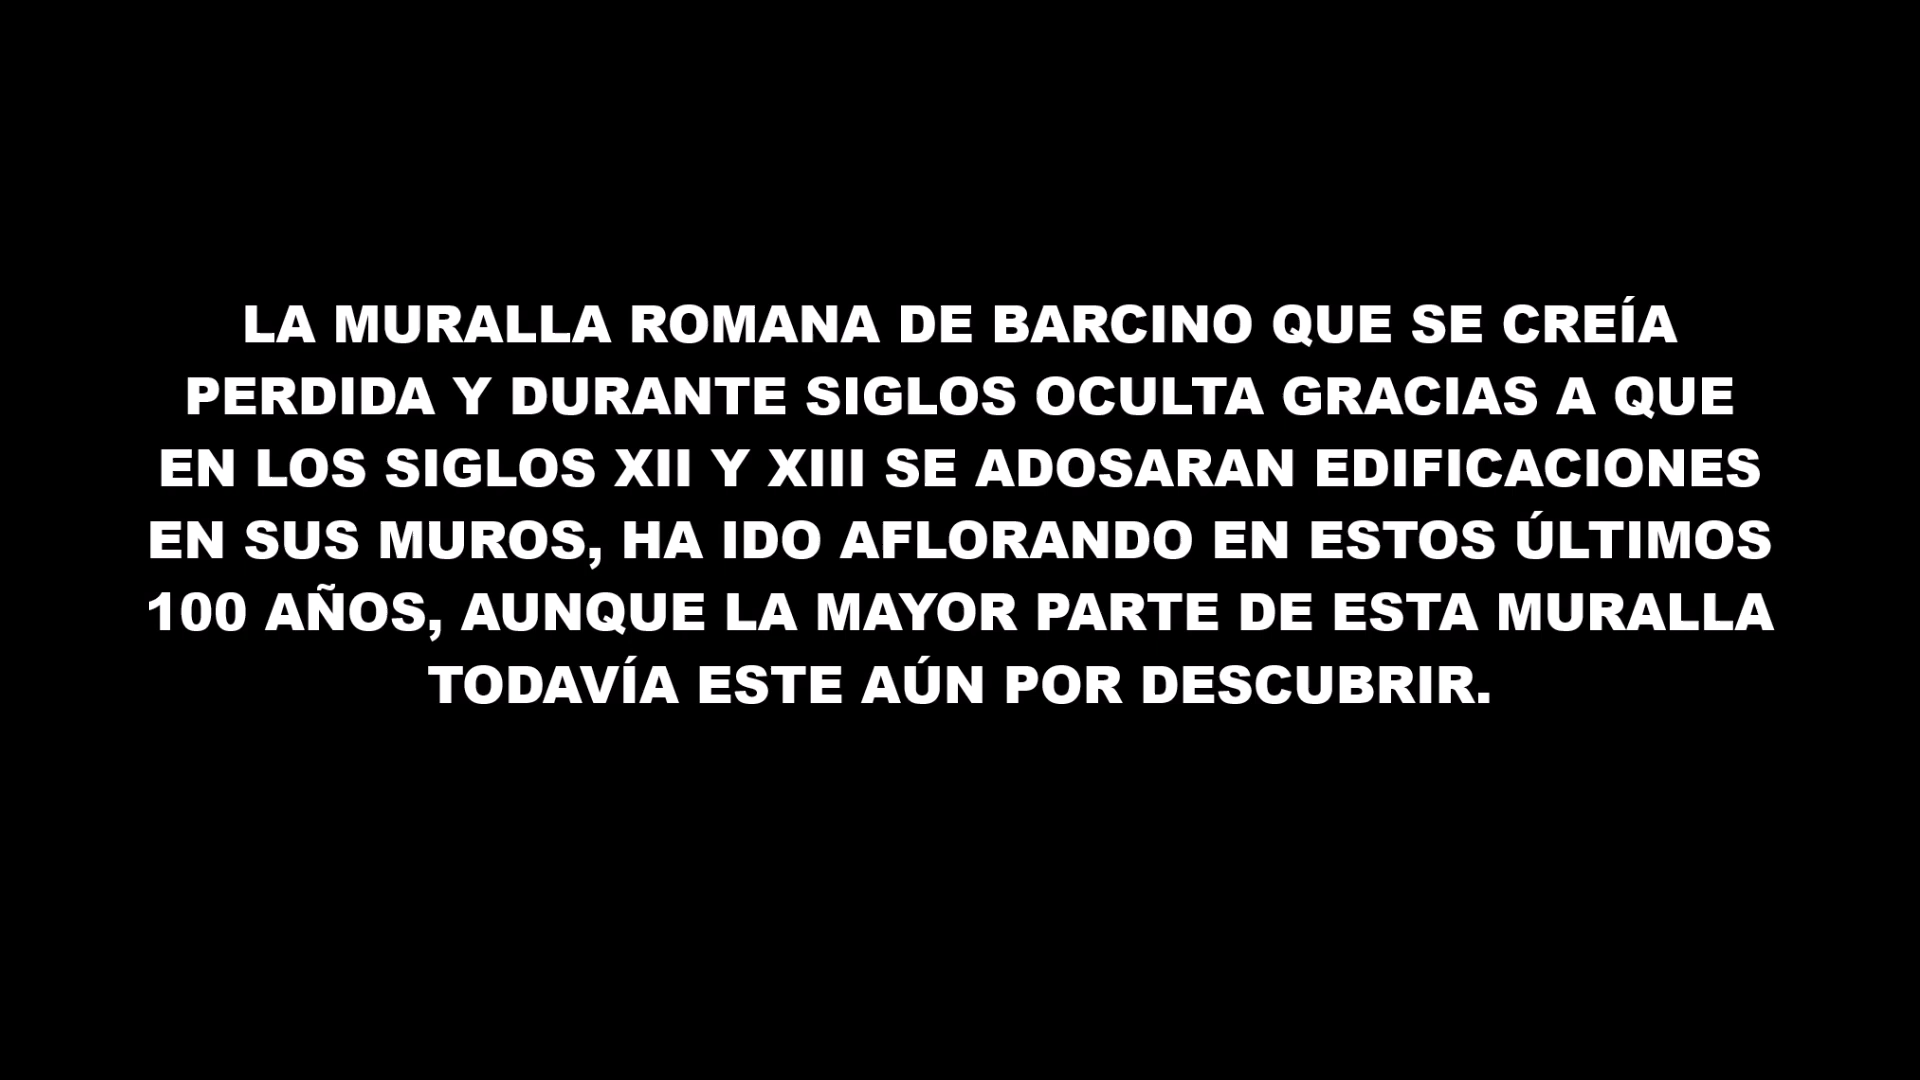 LA MURALLA ROMANA DE BARCINO QUE SE CREÍA
PERDIDA Y DURANTE SIGLOS OCULTA GRACIAS A QUE
EN LOS SIGLOS XII Y XIII SE ADOSARAN EDIFICACIONES
EN SUS MUROS, HA IDO AFLORANDO EN ESTOS ÚLTIMOS
100 AÑOS, AUNQUE LA MAYOR PARTE DE ESTA MURALLA
TODAVÍA ESTE AÚN POR DESCUBRIR.